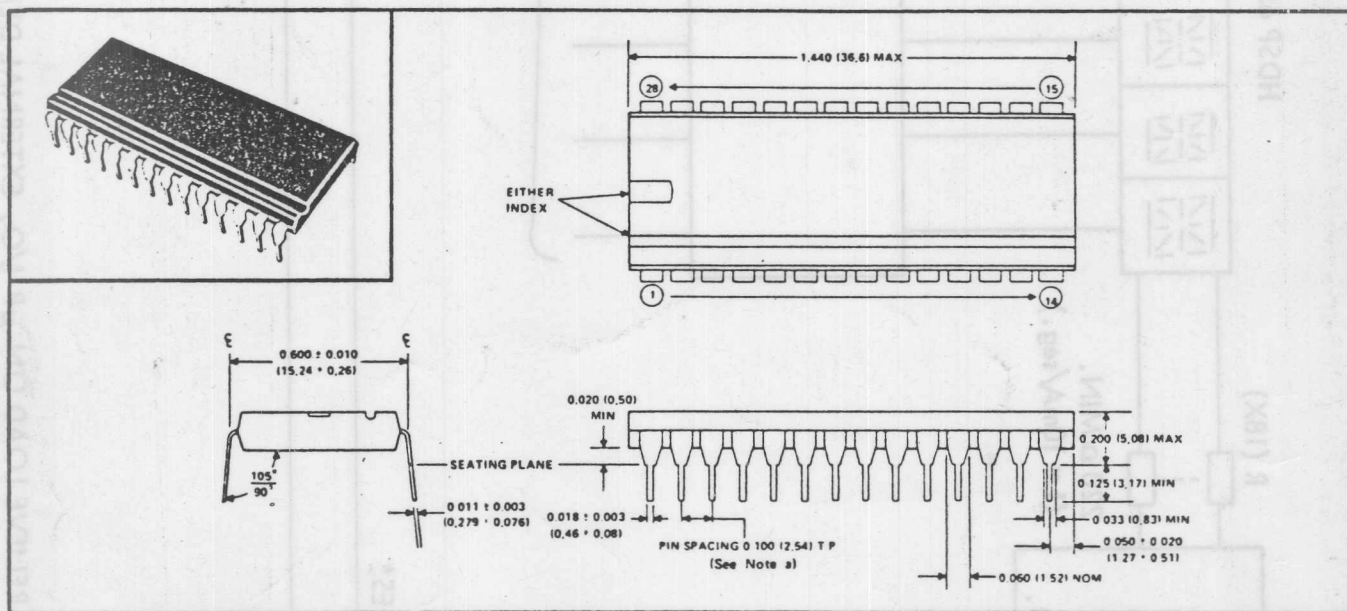 1.440 (36,6) MAX
28
15
EITHER
INDEX
1
14
℄
℄
0.600 ± 0.010
(15,24 ± 0,26)
0.020 (0,50)
MIN
0.200 (5,08) MAX
SEATING PLANE
105°
90°
0.125 (3,17) MIN
0.011 ± 0.003
(0,279 ± 0,076)
0.018 ± 0.003
(0,46 ± 0,08)
0.033 (0,83) MIN
PIN SPACING 0.100 (2,54) T P
(See Note a)
0.050 ± 0.020
(1.27 ± 0.51)
0.060 (1 52) NOM
HDSP
R (18X)